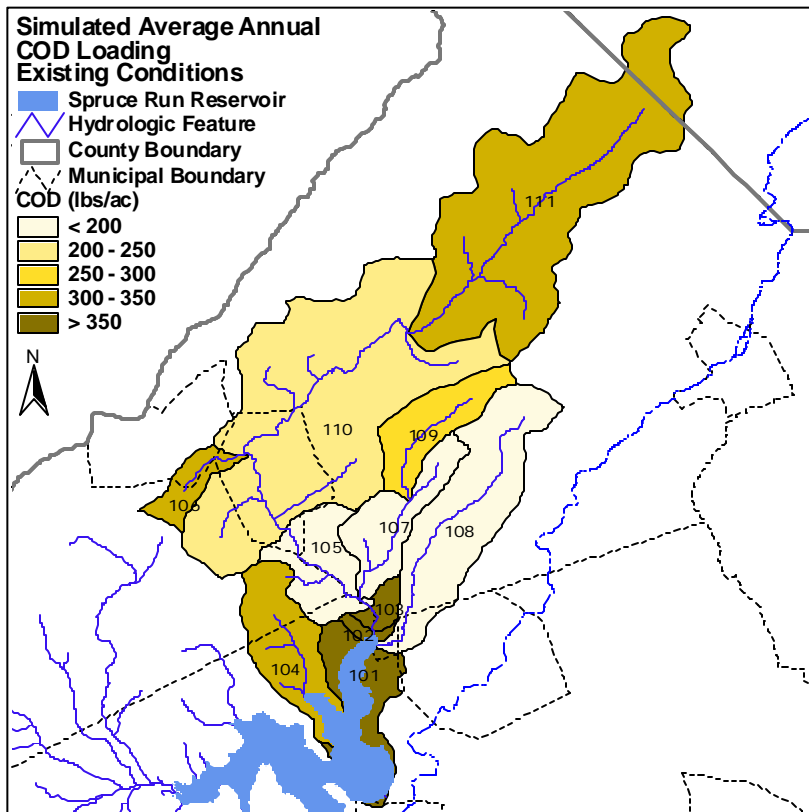 Simulated Average Annual
COD Loading
Existing Conditions
Spruce Run Reservoir
Hydrologic Feature
County Boundary
Municipal Boundary
COD (lbs/ac)
< 200
200 - 250
250 - 300
300 - 350
> 350
N
111
110
109
106
107
108
105
103
102
104
101